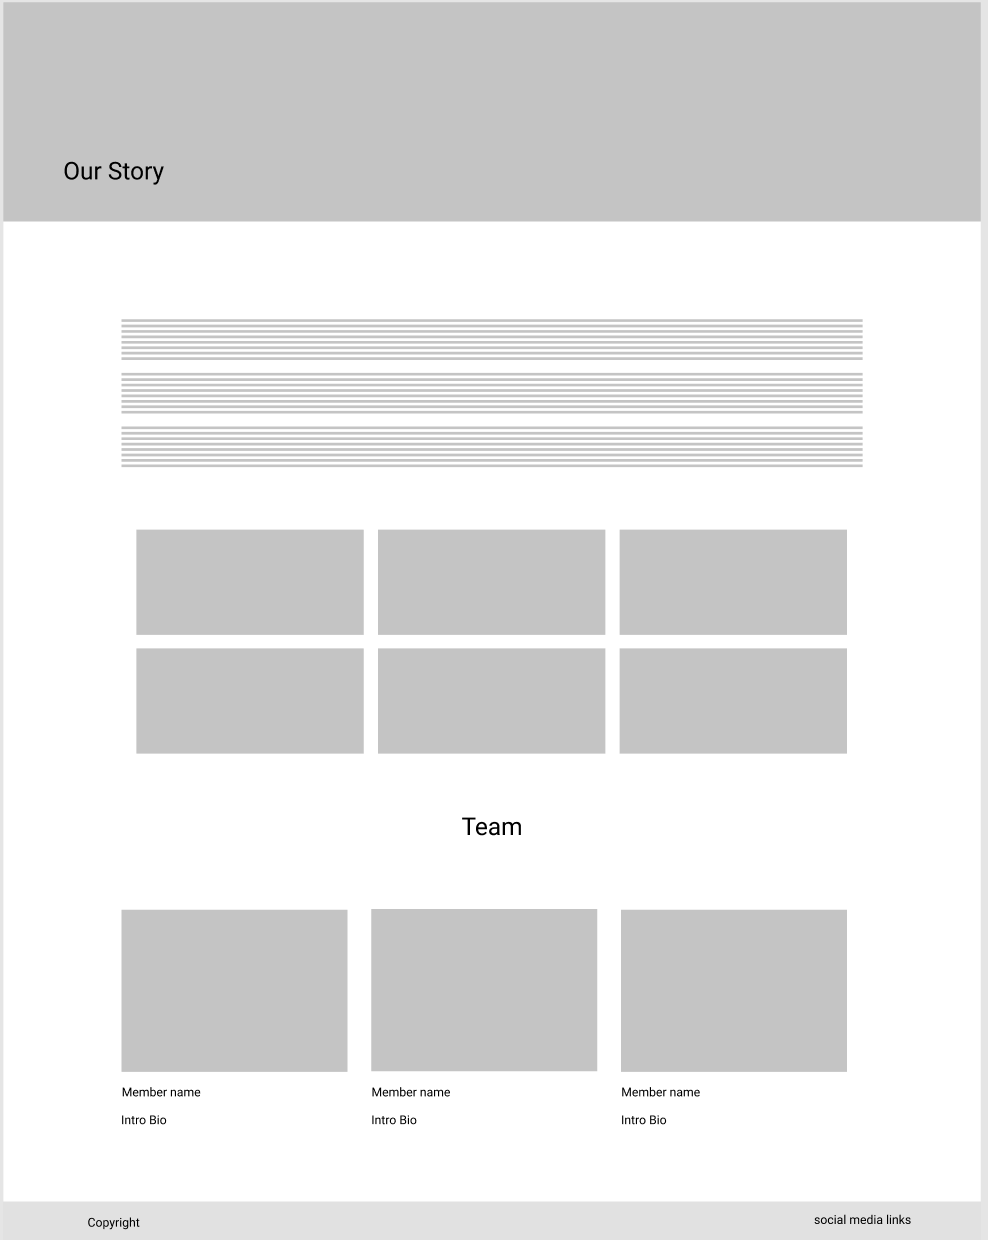 Our Story
Team
Member name
Member name
Member name
Intro Bio
Intro Bio
Intro Bio
Copyright
social media links